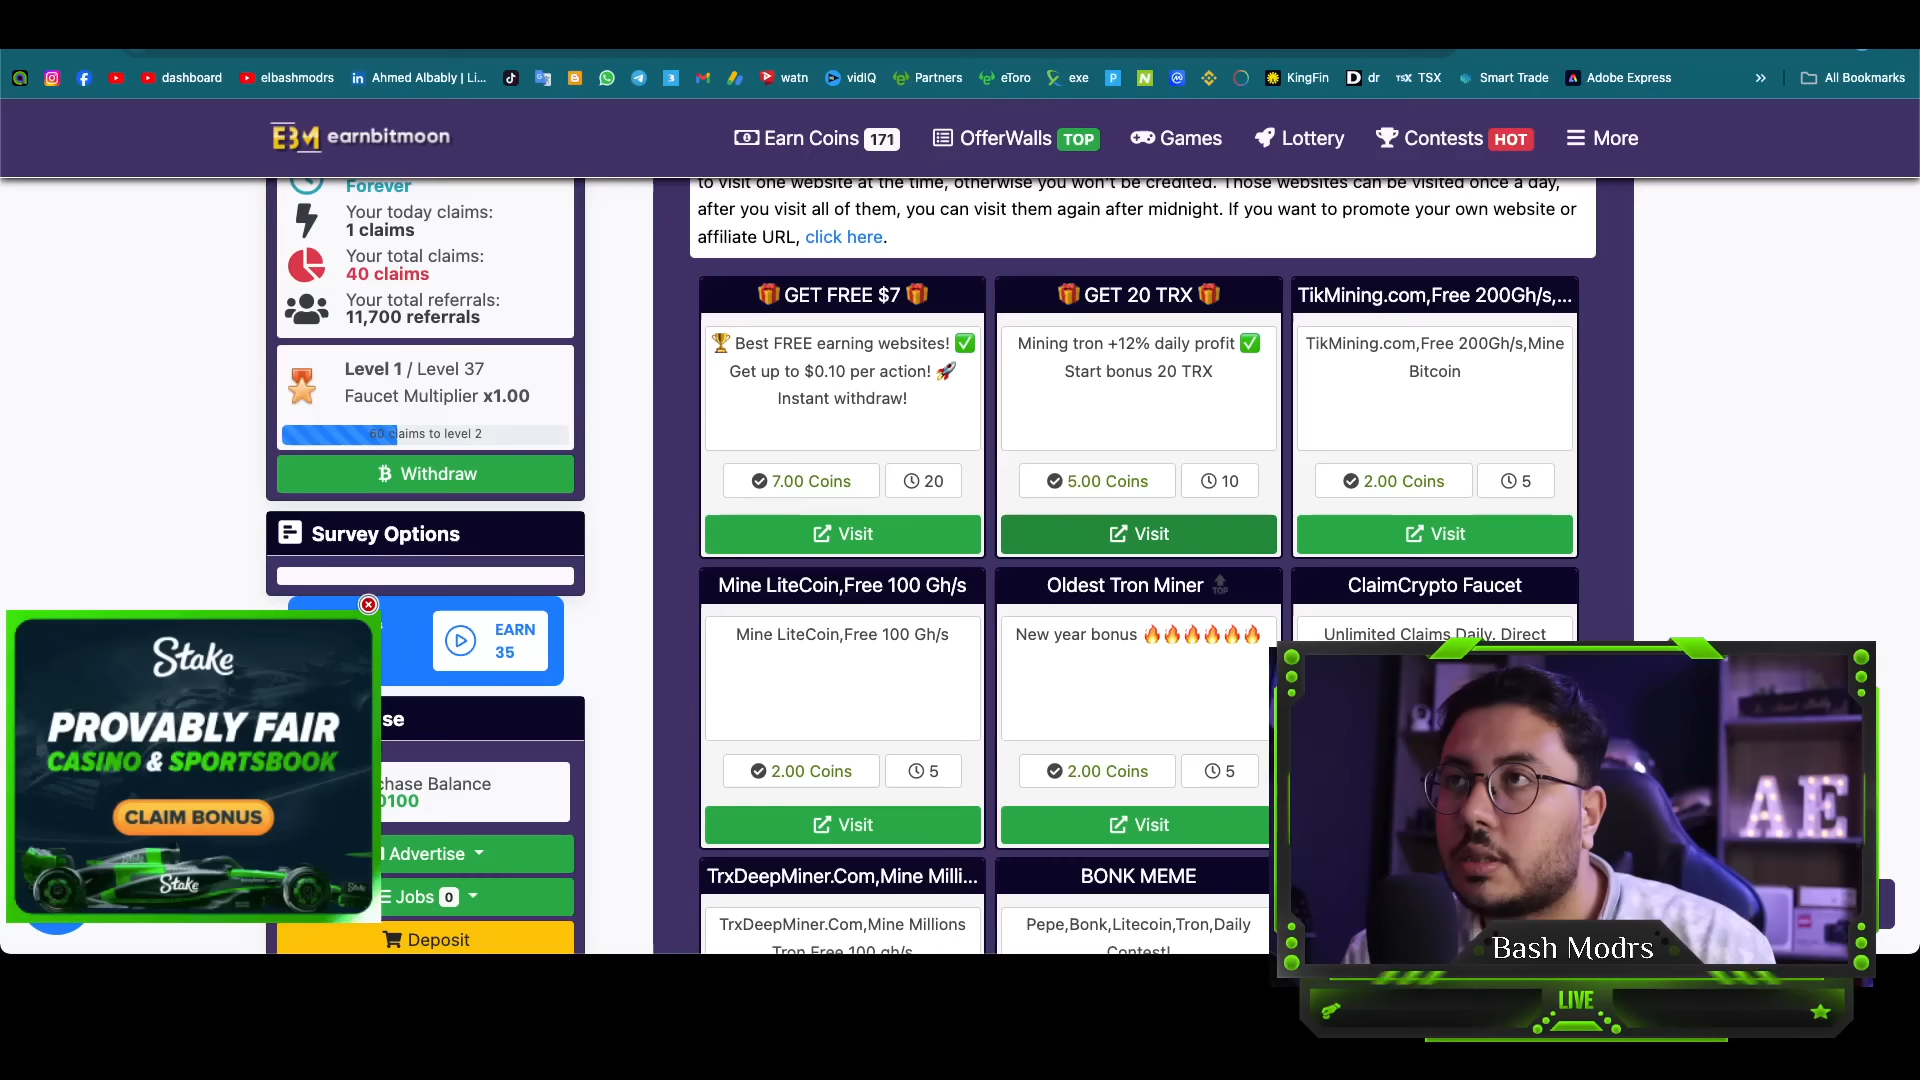 dashboard
elbashmodrs
Ahmed Albably | Li...
watn
vidIQ
Partners
eToro
exe
KingFin
dr
TSX
Smart Trade
Adobe Express
All Bookmarks
EBM earnbitmoon
Earn Coins 171
OfferWalls TOP
Games
Lottery
Contests HOT
More
Forever
Your today claims:
1 claims
Your total claims:
40 claims
Your total referrals:
11,700 referrals
Level 1 / Level 37
Faucet Multiplier x1.00
60 claims to level 2
Withdraw
Survey Options
EARN
35
Stake
PROVABLY FAIR
CASINO & SPORTSBOOK
CLAIM BONUS
Stake
se
chase Balance
0100
Advertise
Jobs 0
Deposit
to visit one website at the time, otherwise you won't be credited. Those websites can be visited once a day,
after you visit all of them, you can visit them again after midnight. If you want to promote your own website or
affiliate URL, click here.
🎁 GET FREE $7 🎁
🏆 Best FREE earning websites! ✅
Get up to $0.10 per action! 🚀
Instant withdraw!
7.00 Coins
20
Visit
🎁 GET 20 TRX 🎁
Mining tron +12% daily profit ✅
Start bonus 20 TRX
5.00 Coins
10
Visit
TikMining.com,Free 200Gh/s,...
TikMining.com,Free 200Gh/s,Mine
Bitcoin
2.00 Coins
5
Visit
Mine LiteCoin,Free 100 Gh/s
Mine LiteCoin,Free 100 Gh/s
2.00 Coins
5
Visit
Oldest Tron Miner 🔝
New year bonus 🔥🔥🔥🔥🔥🔥
2.00 Coins
5
Visit
ClaimCrypto Faucet
Unlimited Claims Daily. Direct
TrxDeepMiner.Com,Mine Milli...
TrxDeepMiner.Com,Mine Millions
Tron Free 100 gh/s
BONK MEME
Pepe,Bonk,Litecoin,Tron,Daily
Contest!
AE
Bash Modrs
LIVE